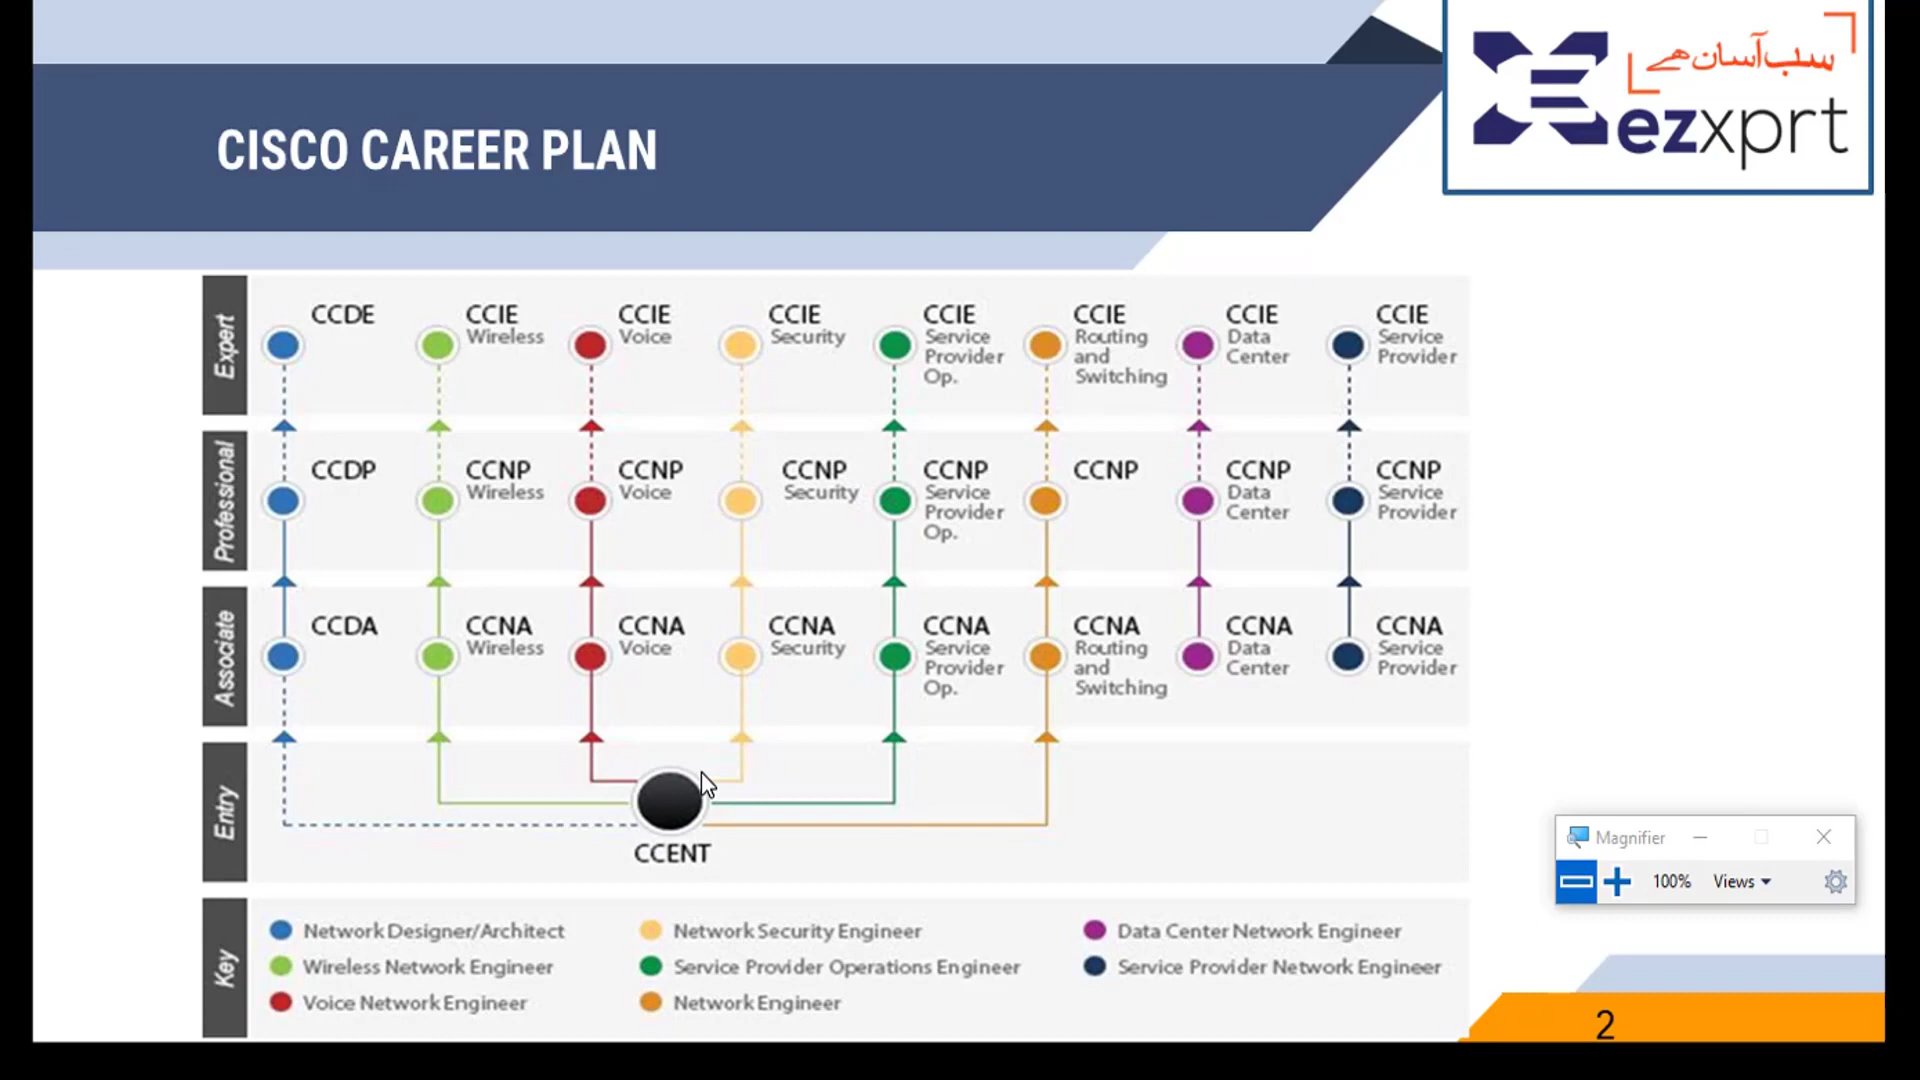 سب آسان هے
ezxprt
CISCO CAREER PLAN
Expert
CCDE
CCIE
Wireless
CCIE
Voice
CCIE
Security
CCIE
Service
Provider
Op.
CCIE
Routing
and
Switching
CCIE
Data
Center
CCIE
Service
Provider
Professional
CCDP
CCNP
Wireless
CCNP
Voice
CCNP
Security
CCNP
Service
Provider
Op.
CCNP
CCNP
Data
Center
CCNP
Service
Provider
Associate
CCDA
CCNA
Wireless
CCNA
Voice
CCNA
Security
CCNA
Service
Provider
Op.
CCNA
Routing
and
Switching
CCNA
Data
Center
CCNA
Service
Provider
Entry
CCENT
Key
Network Designer/Architect
Wireless Network Engineer
Voice Network Engineer
Network Security Engineer
Service Provider Operations Engineer
Network Engineer
Data Center Network Engineer
Service Provider Network Engineer
Magnifier
100% Views
2